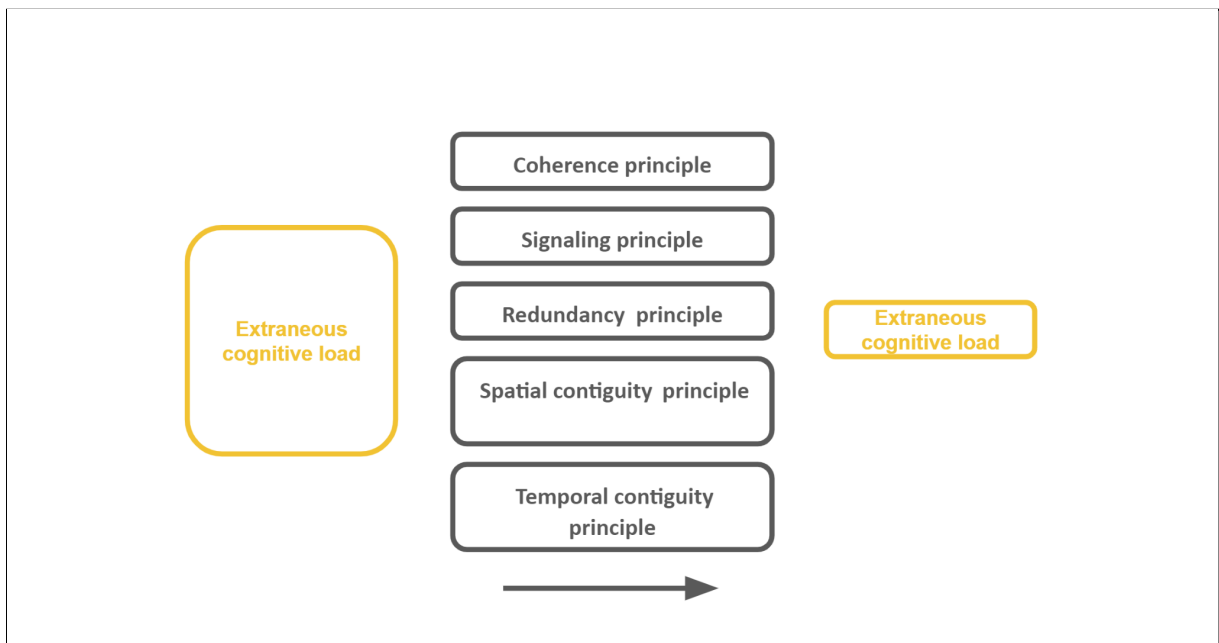 Coherence principle
Signaling principle
Extraneous
cognitive load
Redundancy  principle
Extraneous
cognitive load
Spatial contiguity  principle
Temporal contiguity
principle